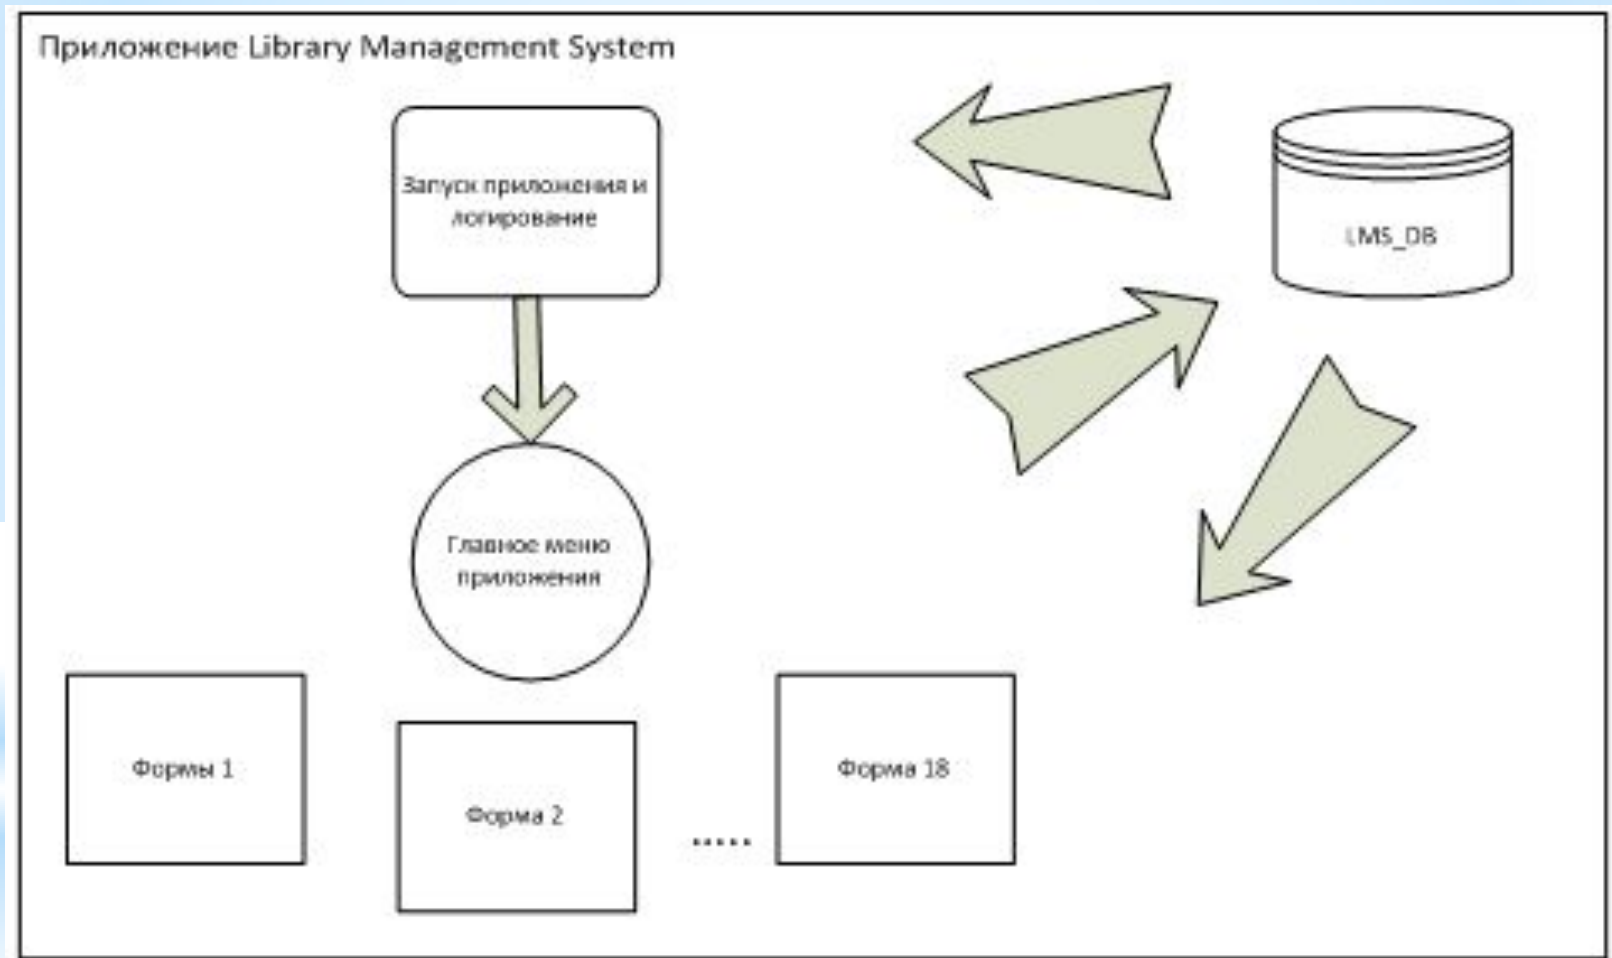 Приложение Library Management System
Запуск приложения и
логирование
LMS_DB
Главное меню
приложения
Формы 1
Форма 2
.....
Форма 18